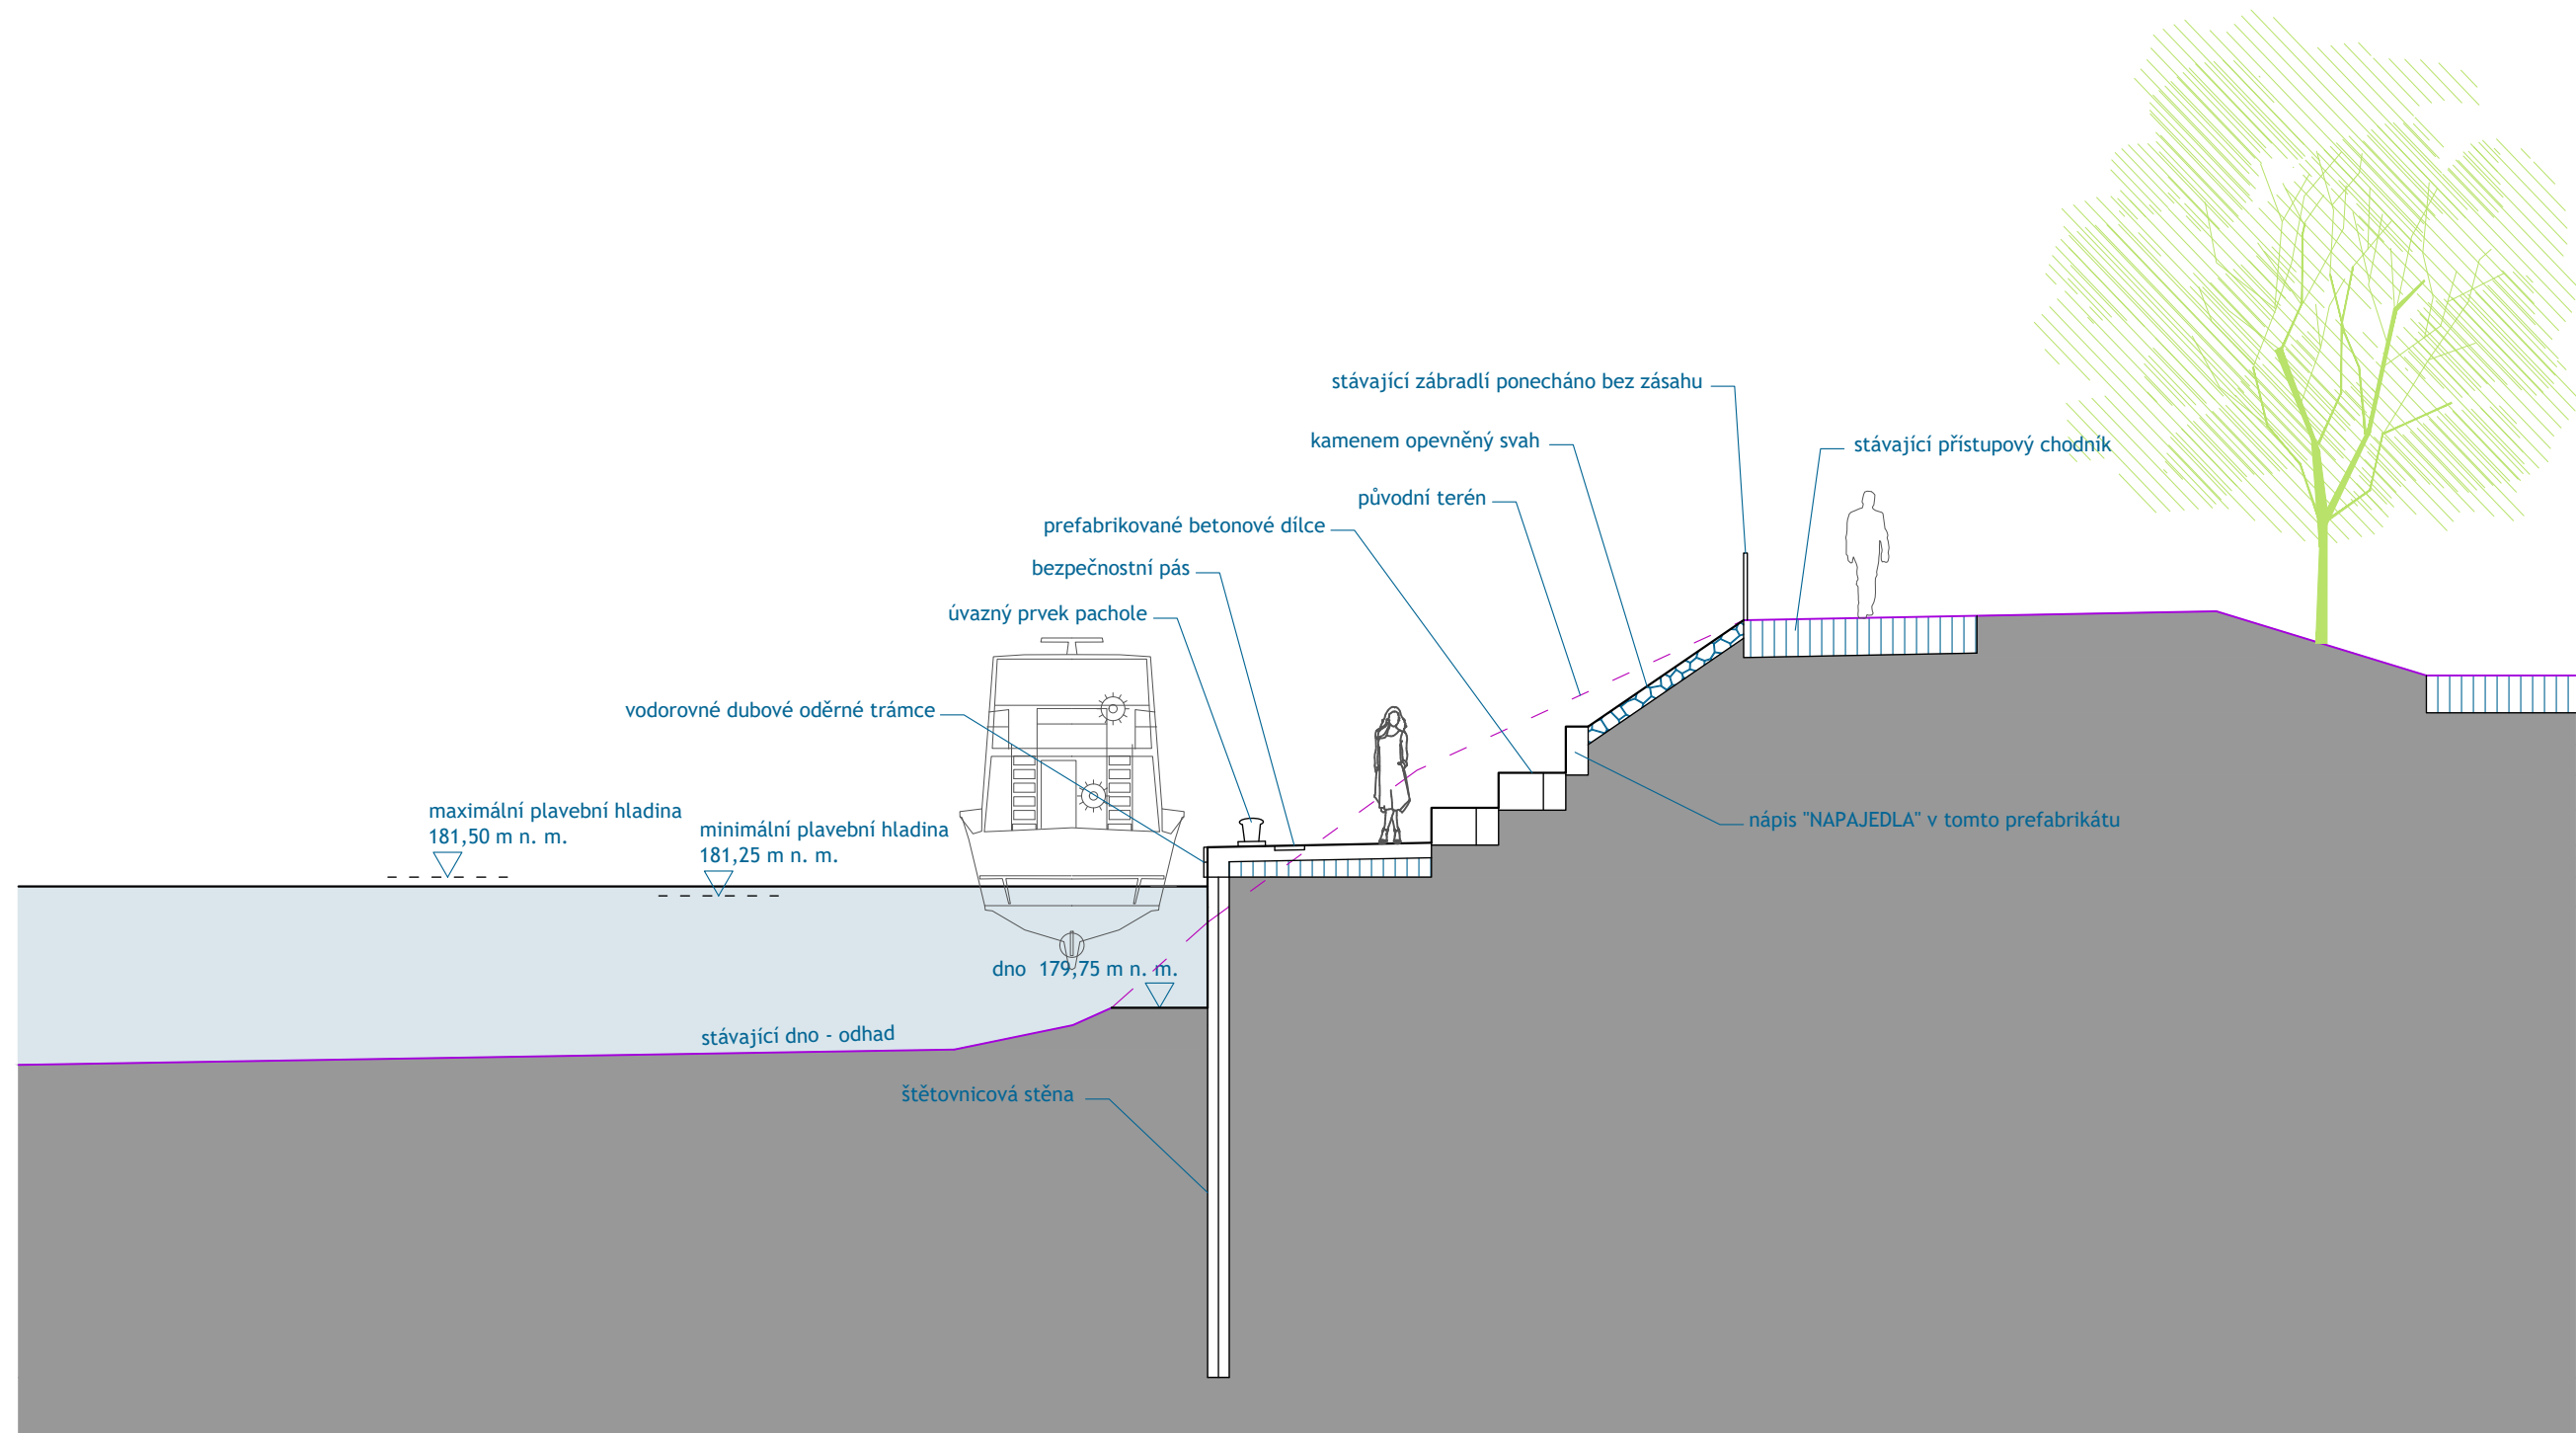 stávající zábradlí ponecháno bez zásahu
kamenem opevněný svah
stávající přístupový chodník
původní terén
prefabrikované betonové dílce
bezpečnostní pás
úvazný prvek pachole
vodorovné dubové oděrné trámce
maximální plavební hladina
181,50 m n. m.
minimální plavební hladina
181,25 m n. m.
nápis "NAPAJEDLA" v tomto prefabrikátu
dno 179,75 m n. m.
stávající dno - odhad
štětovnicová stěna